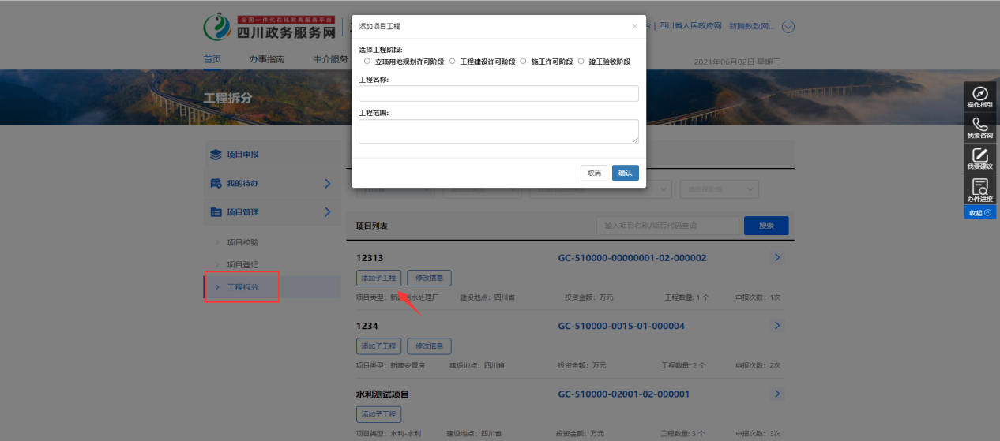 全国一体化在线政务服务平台
四川政务服务网
四川省人民政府网 新腾教致网...
首页 办事指南 中介服务
2021年06月02日 星期三
工程拆分
添加项目工程 ×
选择工程阶段:
立项用地规划许可阶段 工程建设许可阶段 施工许可阶段 竣工验收阶段
工程名称:
工程范围:
取消 确认
操作指引
我要咨询
我要建议
办件进度
收起
项目申报
我的待办
项目管理
项目校验
项目登记
工程拆分
请选择阶段
项目列表 输入项目名称/项目代码查询 搜索
12313 GC-510000-00000001-02-000002
添加子工程 修改信息
项目类型: 新建污水处理厂 建设地点: 四川省 投资金额: 万元 工程数量: 1 个 申报次数: 1次
1234 GC-510000-0015-01-000004
添加子工程 修改信息
项目类型: 新建安置房 建设地点: 四川省 投资金额: 万元 工程数量: 2 个 申报次数: 2次
水利测试项目 GC-510000-02001-02-000001
添加子工程
项目类型: 水利-水利 建设地点: 四川省 投资金额: 万元 工程数量: 3 个 申报次数: 3次